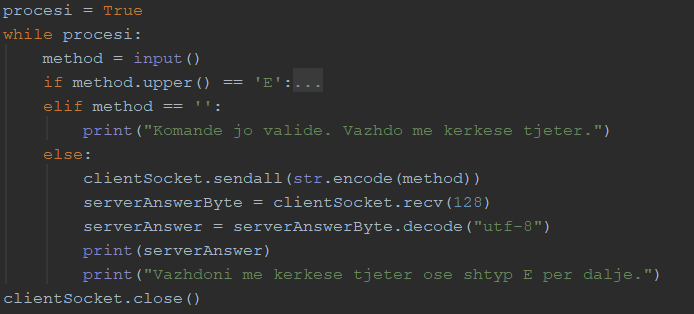 procesi = True
while procesi:
    method = input()
    if method.upper() == 'E':...
    elif method == '':
        print("Komande jo valide. Vazhdo me kerkese tjeter.")
    else:
        clientSocket.sendall(str.encode(method))
        serverAnswerByte = clientSocket.recv(128)
        serverAnswer = serverAnswerByte.decode("utf-8")
        print(serverAnswer)
        print("Vazhdoni me kerkese tjeter ose shtyp E per dalje.")
clientSocket.close()